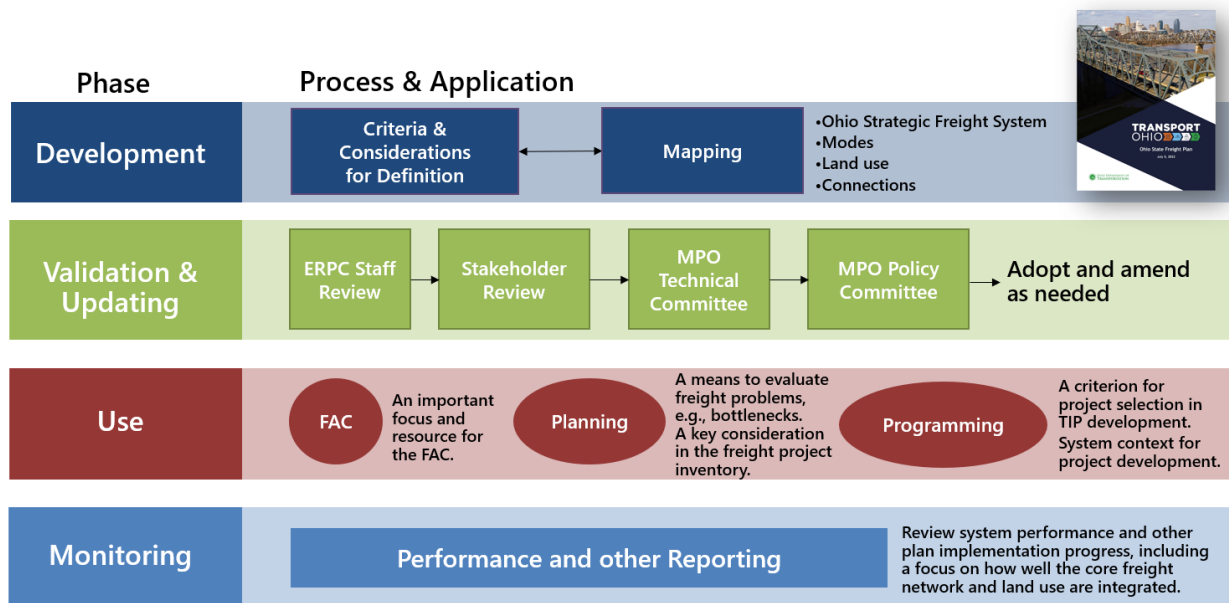 Phase
Process & Application
Development
Criteria &
Considerations
for Definition
Mapping
•Ohio Strategic Freight System
•Modes
•Land use
•Connections
TRANSPORT
OHIO
Ohio State Freight Plan
Validation &
Updating
ERPC Staff
Review
Stakeholder
Review
MPO
Technical
Committee
MPO Policy
Committee
Adopt and amend
as needed
Use
FAC
An important
focus and
resource for
the FAC.
Planning
A means to evaluate
freight problems,
e.g., bottlenecks.
A key consideration
in the freight project
inventory.
Programming
A criterion for
project selection in
TIP development.
System context for
project development.
Monitoring
Performance and other Reporting
Review system performance and other
plan implementation progress, including
a focus on how well the core freight
network and land use are integrated.